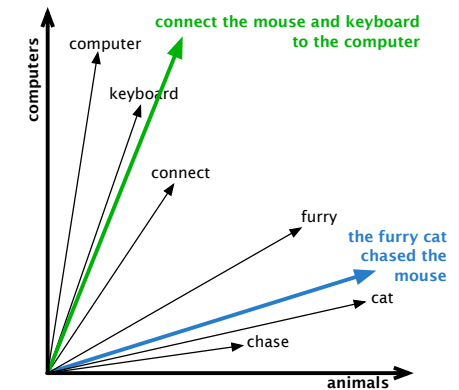 connect the mouse and keyboard
to the computer
computer
keyboard
connect
furry
the furry cat
chased the
mouse
cat
chase
animals
computers